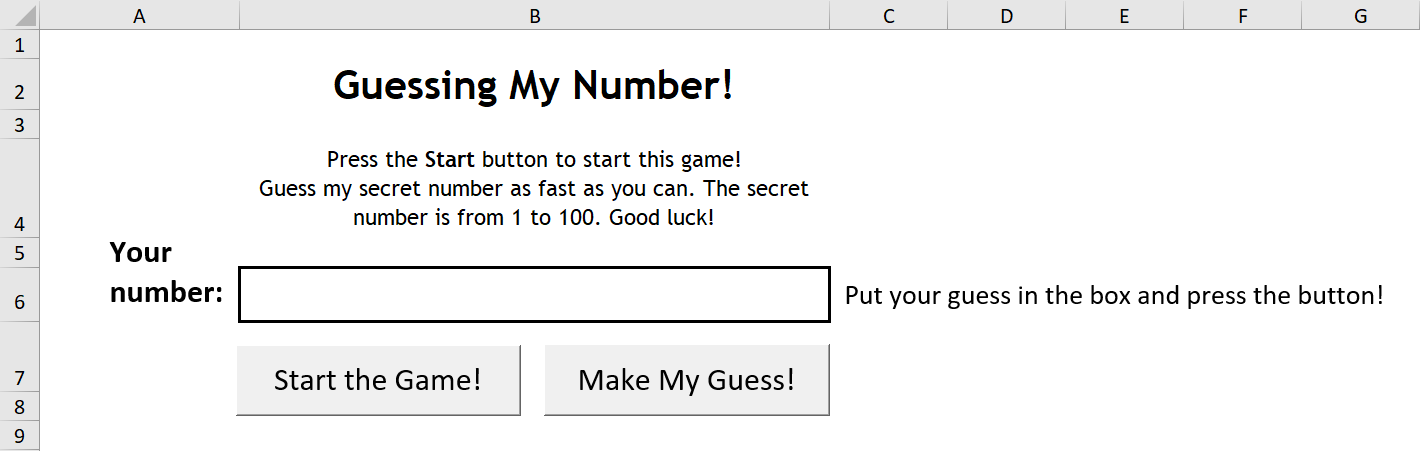 A B C D E F G
1
2 Guessing My Number!
3
Press the Start button to start this game!
Guess my secret number as fast as you can. The secret
4 number is from 1 to 100. Good luck!
5 Your
6 number: Put your guess in the box and press the button!
7 Start the Game! Make My Guess!
8
9